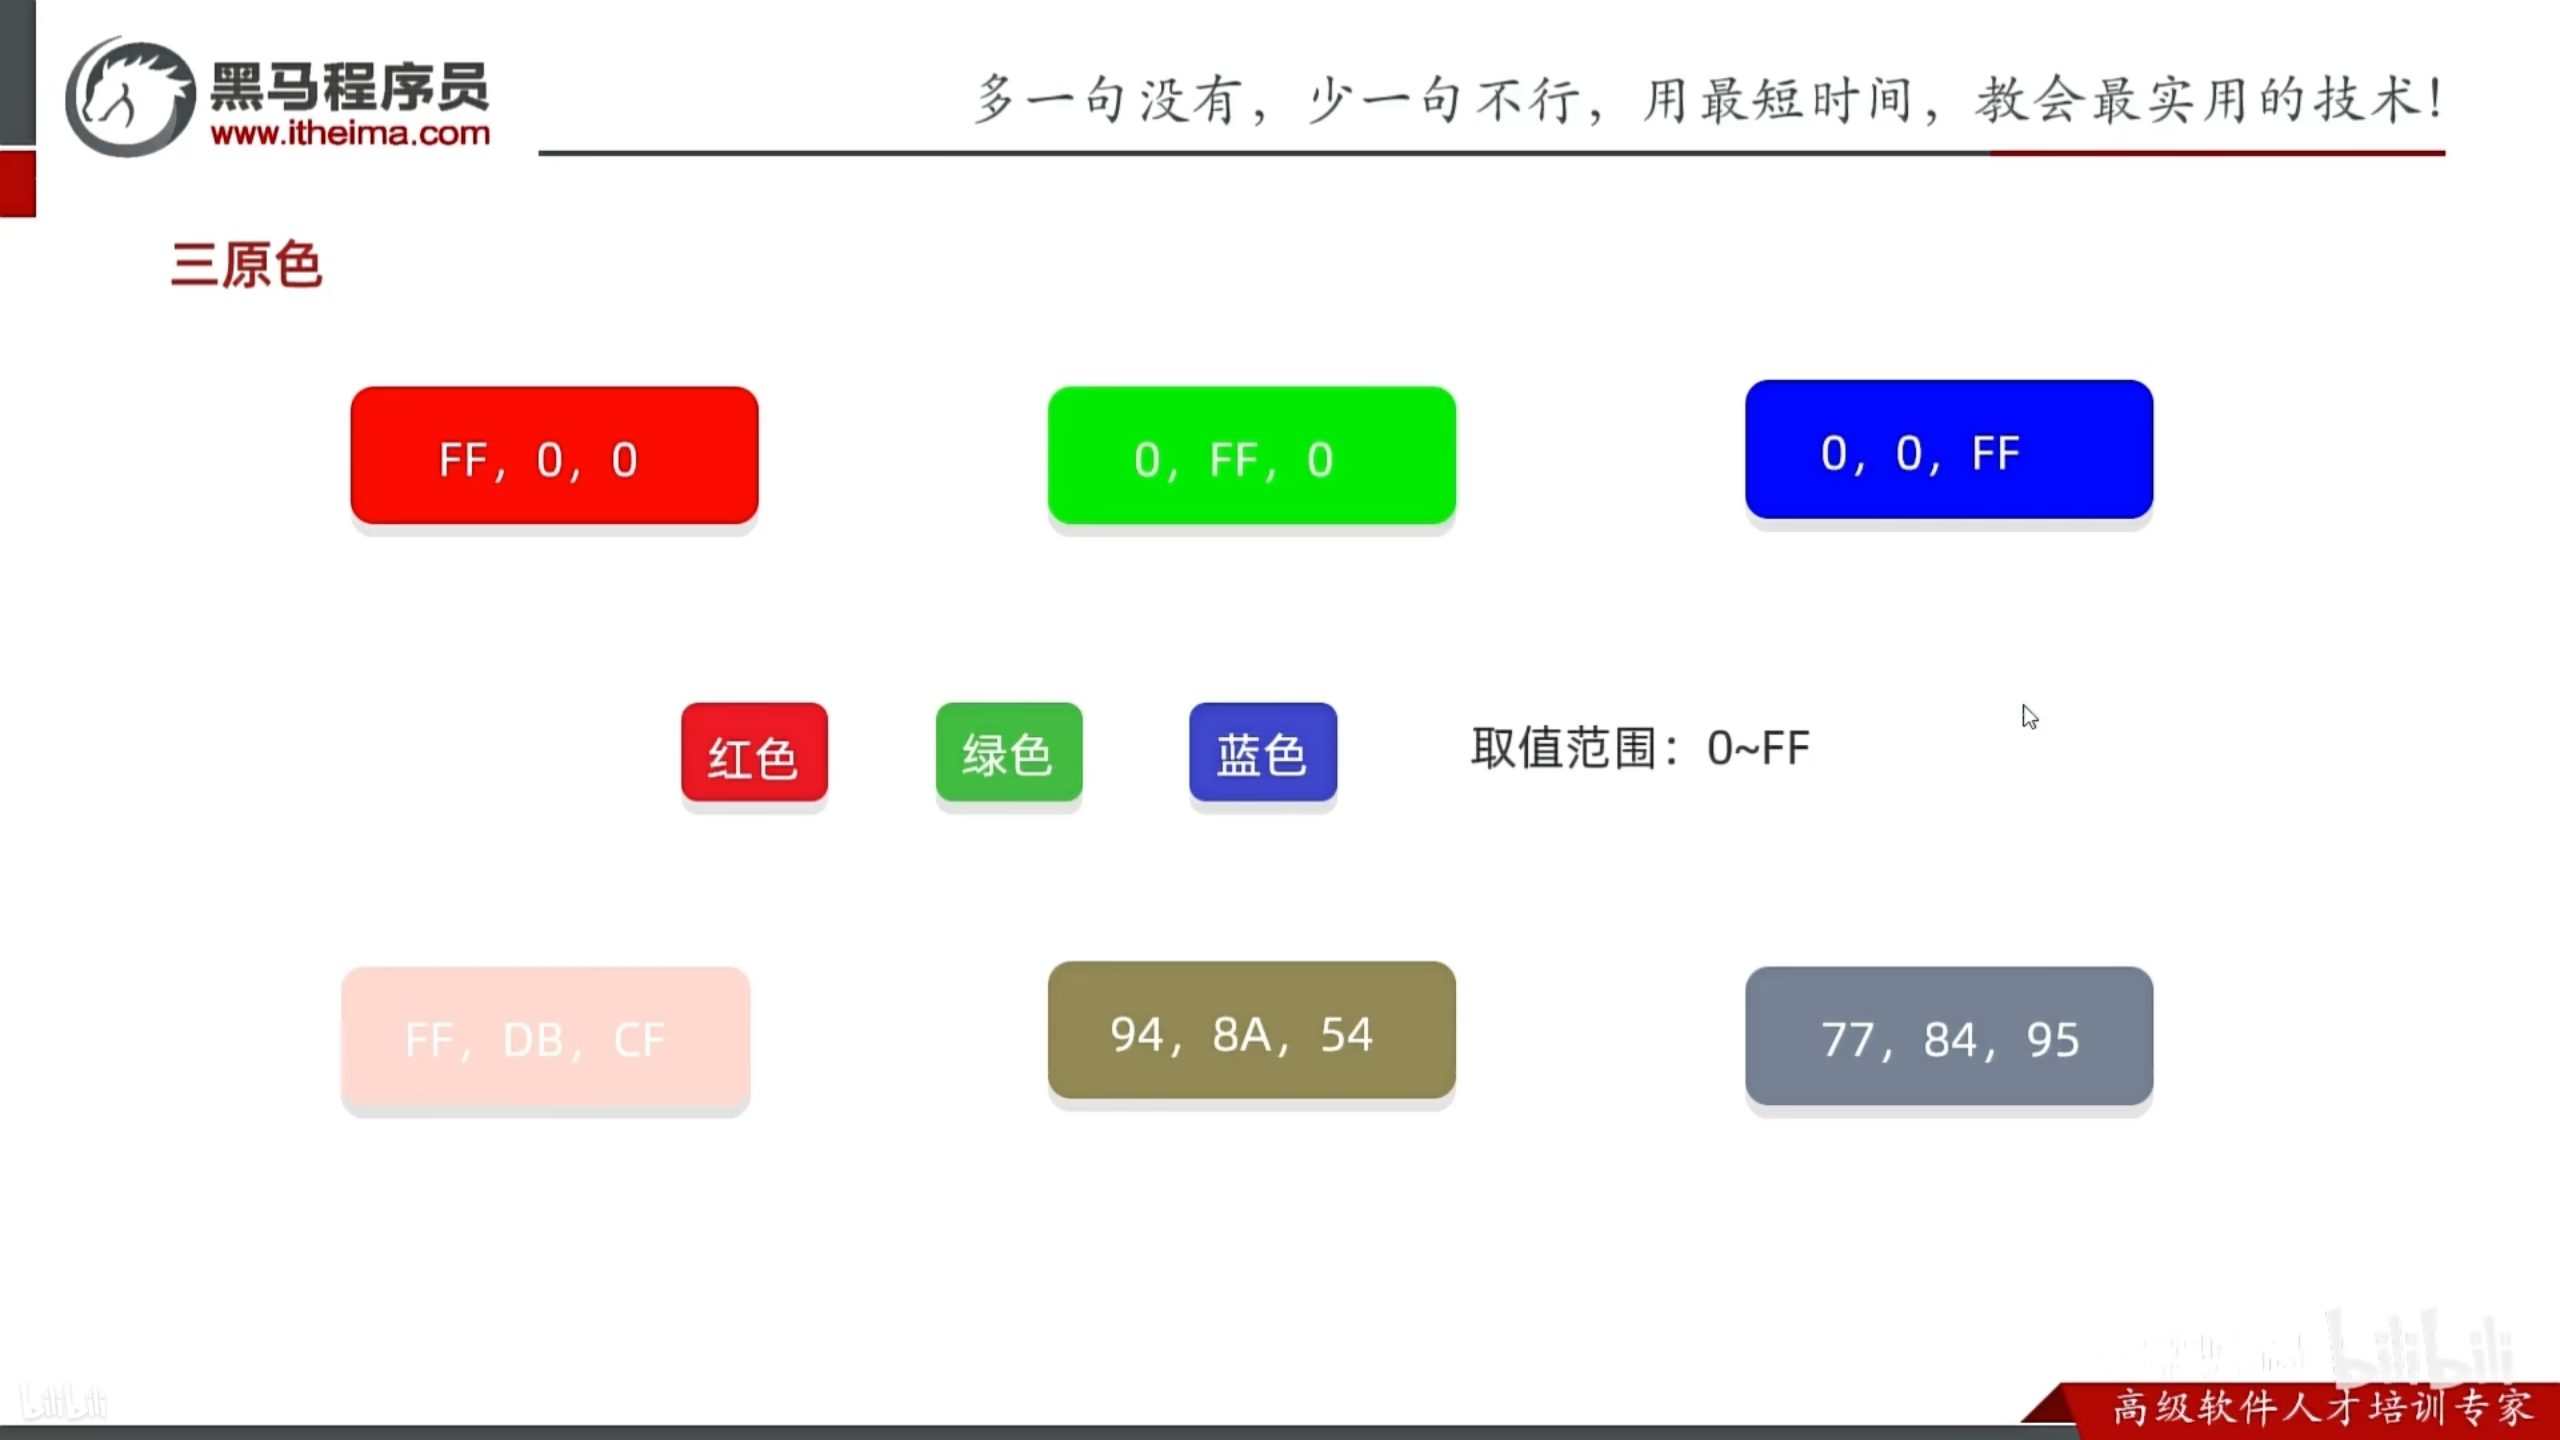 黑马程序员
www.itheima.com
多一句没有，少一句不行，用最短时间，教会最实用的技术！
三原色
FF，0，0
0，FF，0
0，0，FF
红色
绿色
蓝色
取值范围：0~FF
FF，DB，CF
94，8A，54
77，84，95
bilibili
bilibili
高级软件人才培训专家